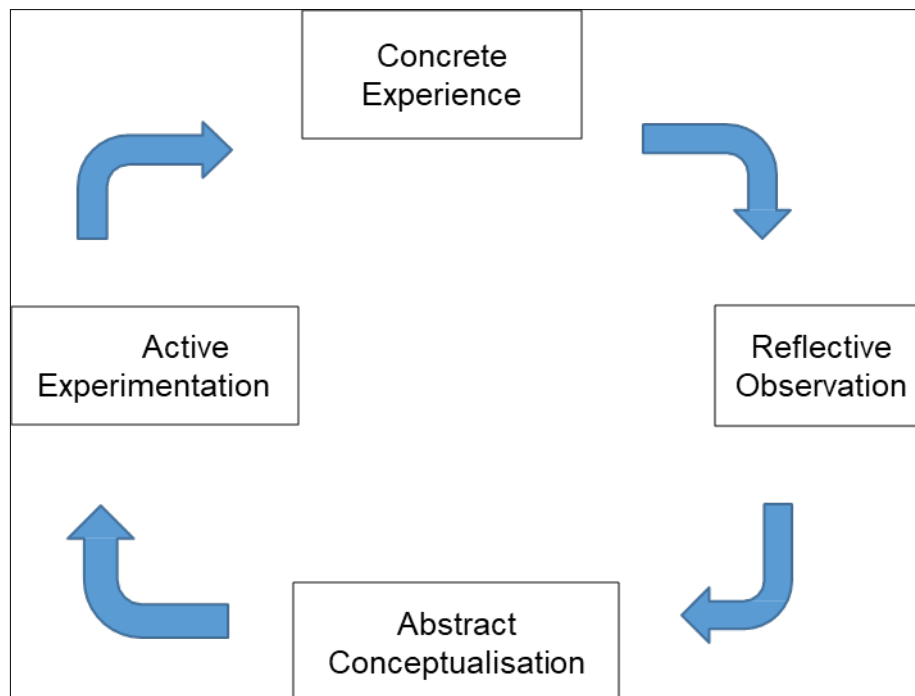 Concrete
Experience
Active
Experimentation
Reflective
Observation
Abstract
Conceptualisation